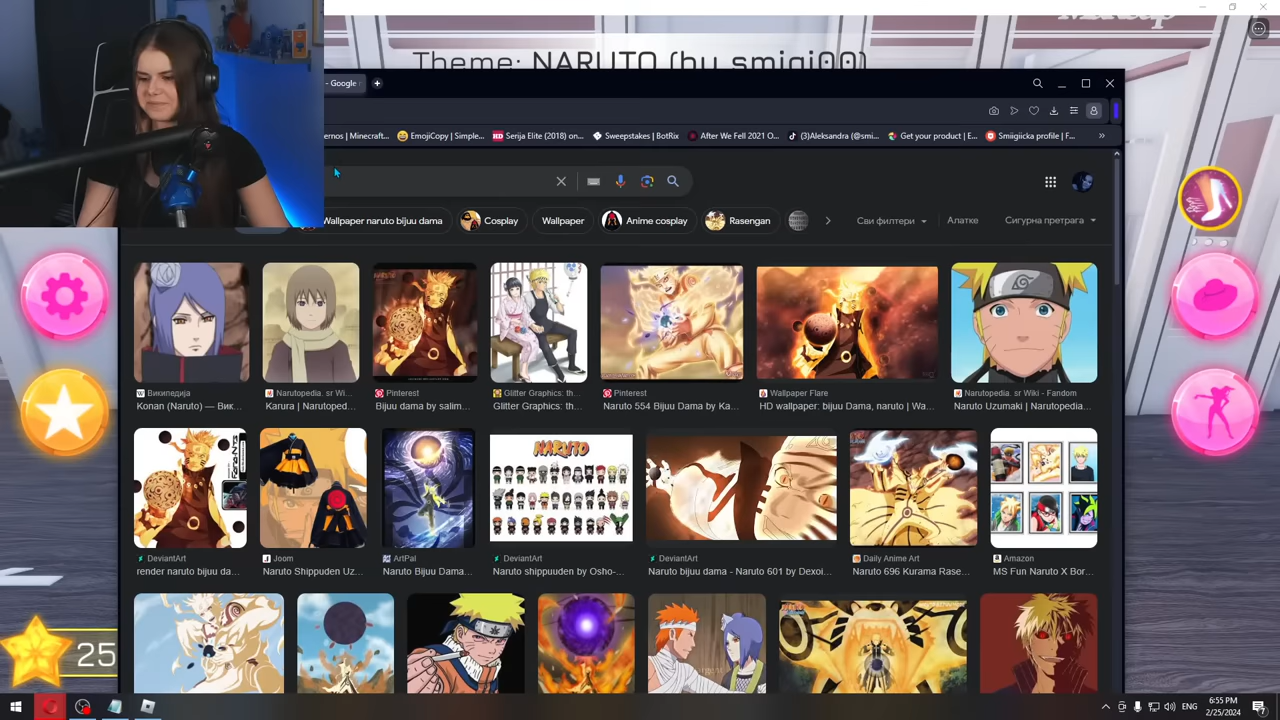 Theme: NARUTO (by smigi00)
- Google
ernos | Minecraft...
EmojiCopy | Simple...
Serija Elite (2018) on...
Sweepstakes | BotRix
After We Fell 2021 O...
(3)Aleksandra (@smi...
Get your product | E...
Smiigiicka profile | F...
Wallpaper naruto bijuu dama
Cosplay
Wallpaper
Anime cosplay
Rasengan
Сви филтери
Алатке
Сигурна претрага
Википедија
Konan (Naruto) — Вик...
Narutopedia. sr Wi...
Karura | Narutoped...
Pinterest
Bijuu dama by salim...
Glitter Graphics: th...
Glitter Graphics: th...
Pinterest
Naruto 554 Bijuu Dama by Ka...
Wallpaper Flare
HD wallpaper: bijuu Dama, naruto | Wa...
Narutopedia. sr Wiki - Fandom
Naruto Uzumaki | Narutopedia...
NARUTO
DeviantArt
render naruto bijuu da...
Joom
Naruto Shippuden Uz...
ArtPal
Naruto Bijuu Dama...
DeviantArt
Naruto shippuuden by Osho-...
DeviantArt
Naruto bijuu dama - Naruto 601 by Dexoi...
Daily Anime Art
Naruto 696 Kurama Rase...
Amazon
MS Fun Naruto X Bor...
25
ENG
6:55 PM
2/25/2024